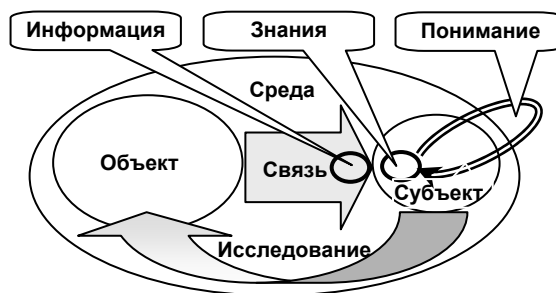 Информация
Знания
Понимание
Среда
Объект
Связь
Субъект
Исследование